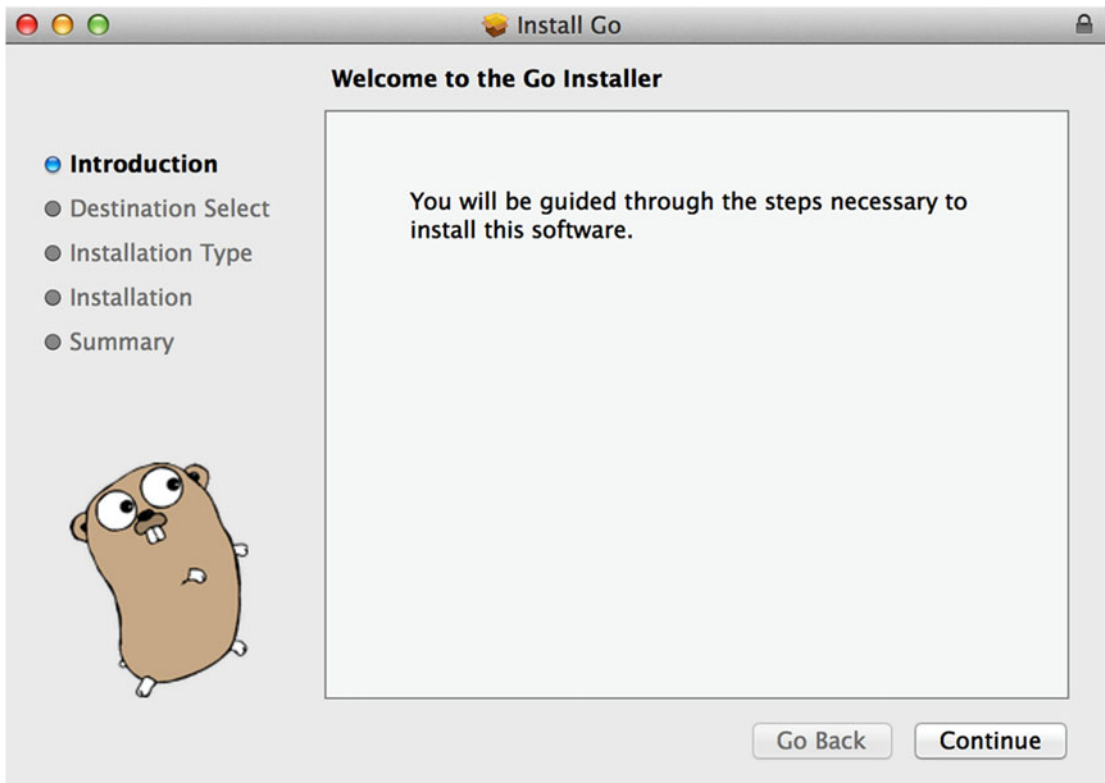 Install Go
Welcome to the Go Installer
Introduction
Destination Select
Installation Type
Installation
Summary
You will be guided through the steps necessary to
install this software.
Go Back
Continue